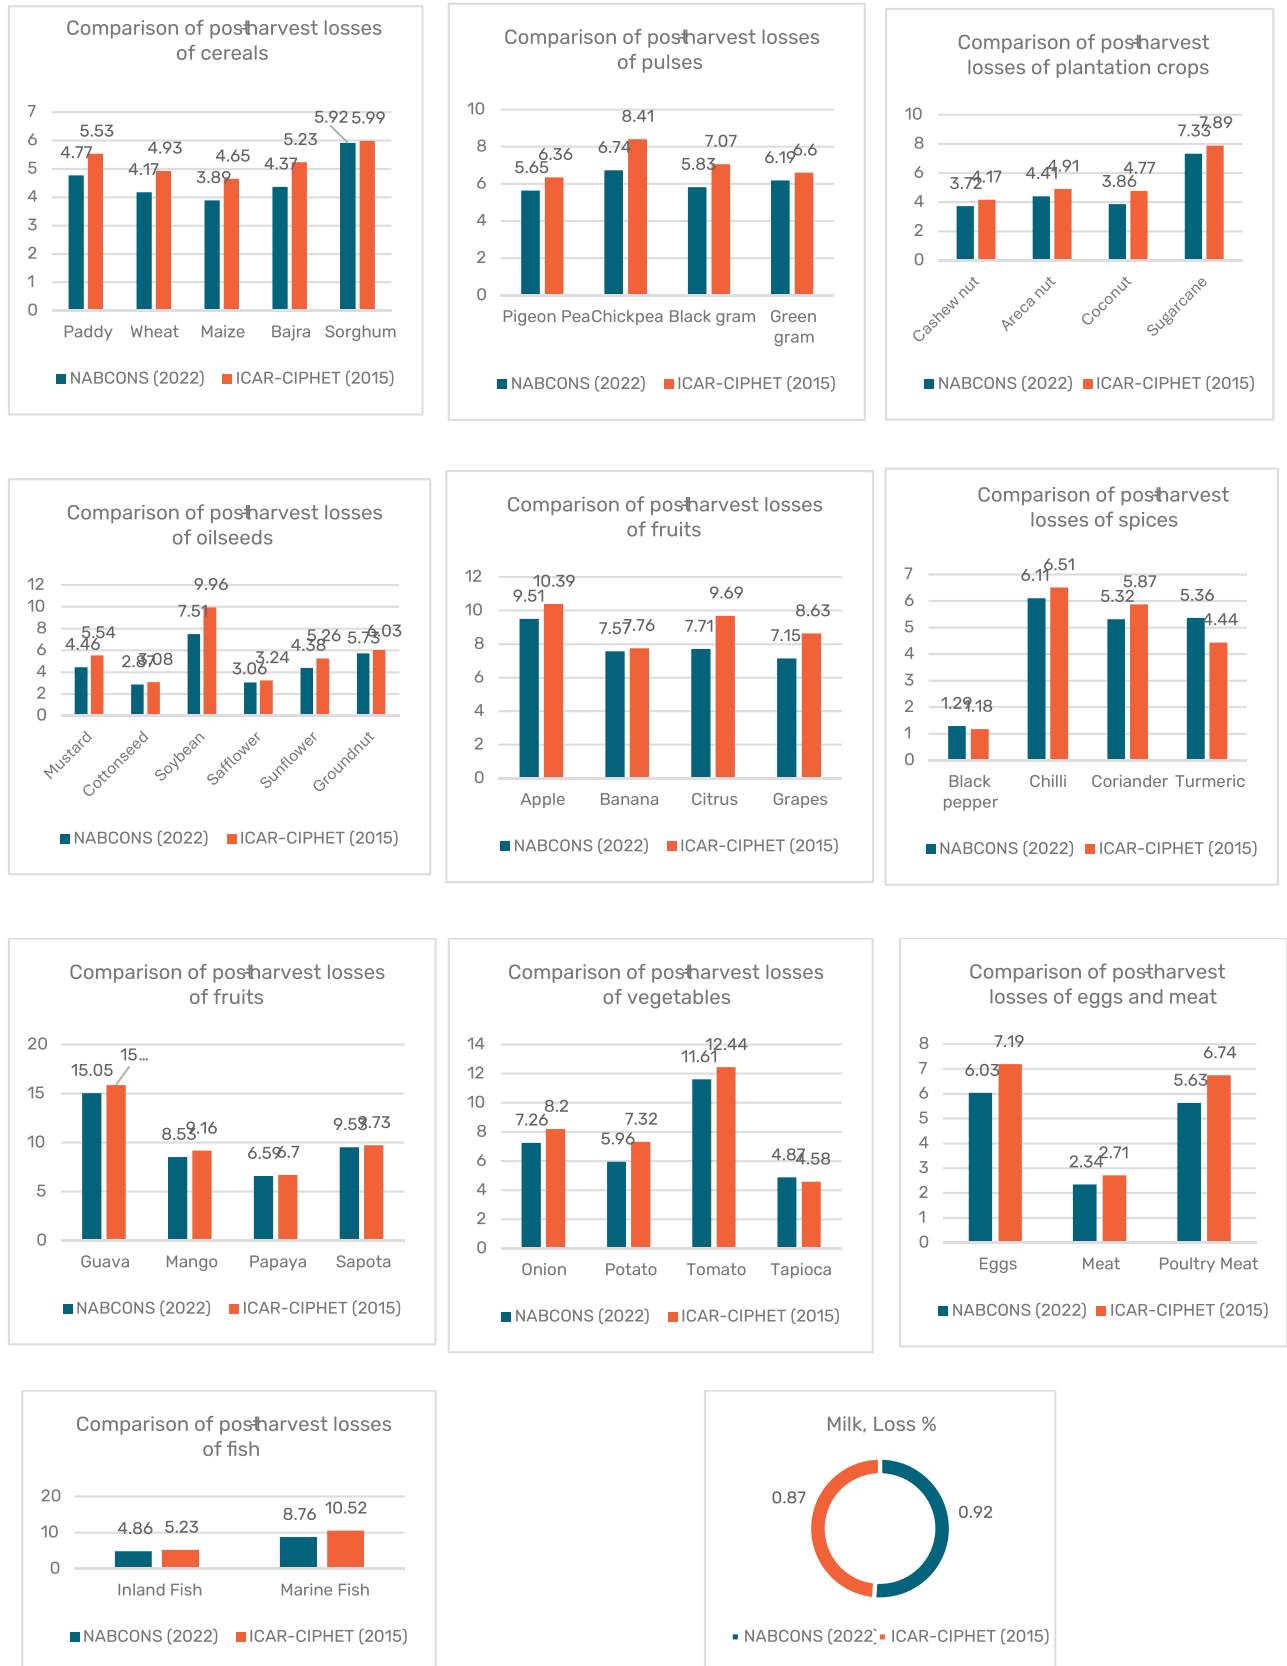 Comparison of post-harvest losses
of cereals
7
6
5
4
3
2
1
0
4.77
5.53
4.17
4.93
3.89
4.65
4.37
5.23
5.92
5.99
Paddy Wheat Maize Bajra Sorghum
NABCONS (2022) ICAR-CIPHET (2015)
Comparison of post-harvest losses
of pulses
10
8
6
4
2
0
5.65
6.36
6.74
8.41
5.83
7.07
6.19
6.6
Pigeon Pea Chickpea Black gram Green
gram
NABCONS (2022) ICAR-CIPHET (2015)
Comparison of post-harvest
losses of plantation crops
10
8
6
4
2
0
3.72
4.17
4.41
4.91
3.86
4.77
7.33
7.89
Cashew nut
Areca nut
Coconut
Sugarcane
NABCONS (2022) ICAR-CIPHET (2015)
Comparison of post-harvest losses
of oilseeds
12
10
8
6
4
2
0
4.46
5.54
2.87
3.08
7.51
9.96
3.06
3.24
4.38
5.26
5.73
6.03
Mustard
Cottonseed
Soybean
Safflower
Sunflower
Groundnut
NABCONS (2022) ICAR-CIPHET (2015)
Comparison of post-harvest losses
of fruits
12
10
8
6
4
2
0
9.51
10.39
7.57
7.76
7.71
9.69
7.15
8.63
Apple Banana Citrus Grapes
NABCONS (2022) ICAR-CIPHET (2015)
Comparison of post-harvest
losses of spices
7
6
5
4
3
2
1
0
1.29
1.18
6.11
6.51
5.32
5.87
5.36
4.44
Black
pepper
Chilli Coriander Turmeric
NABCONS (2022) ICAR-CIPHET (2015)
Comparison of post-harvest losses
of fruits
20
15
10
5
0
15.05
15...
8.53
9.16
6.59
6.7
9.53
9.73
Guava Mango Papaya Sapota
NABCONS (2022) ICAR-CIPHET (2015)
Comparison of post-harvest losses
of vegetables
14
12
10
8
6
4
2
0
7.26
8.2
5.96
7.32
11.61
12.44
4.87
4.58
Onion Potato Tomato Tapioca
NABCONS (2022) ICAR-CIPHET (2015)
Comparison of post-harvest
losses of eggs and meat
8
7
6
5
4
3
2
1
0
6.03
7.19
2.34
2.71
5.63
6.74
Eggs Meat Poultry Meat
NABCONS (2022) ICAR-CIPHET (2015)
Comparison of post-harvest losses
of fish
20
10
0
4.86
5.23
8.76
10.52
Inland Fish Marine Fish
NABCONS (2022) ICAR-CIPHET (2015)
Milk, Loss %
0.87
0.92
NABCONS (2022) ICAR-CIPHET (2015)